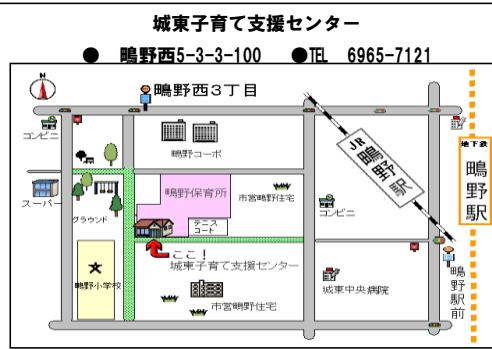 城東子育て支援センター
● 鴫野西5-3-3-100 ●TEL 6965-7121
N
鴫野西3丁目
コンビニ
鴫野コーポ
JR
鴫野駅
地下鉄
鴫野駅
スーパー
鴫野保育所
市営鴫野住宅
テニス
コート
コンビニ
グラウンド
ここ!
城東子育て支援センター
文
鴫野小学校
市営鴫野住宅
城東中央病院
鴫野駅前